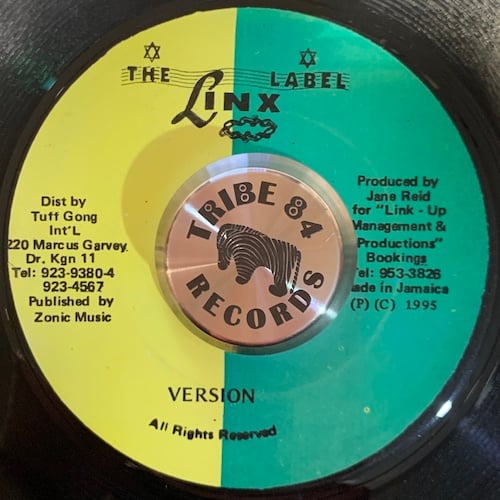 THE Linx LABEL
Dist by
Tuff Gong
Int'L
220 Marcus Garvey
Dr. Kgn 11
Tel: 923-9380-4
923-4567
Published by
Zonic Music
TRIBE 84
RECORDS
Produced by
Jane Reid
for "Link - Up
Management &
Productions"
Bookings
Tel: 953-3826
ade in Jamaica
(P) (C) 1995
VERSION
All Rights Reserved